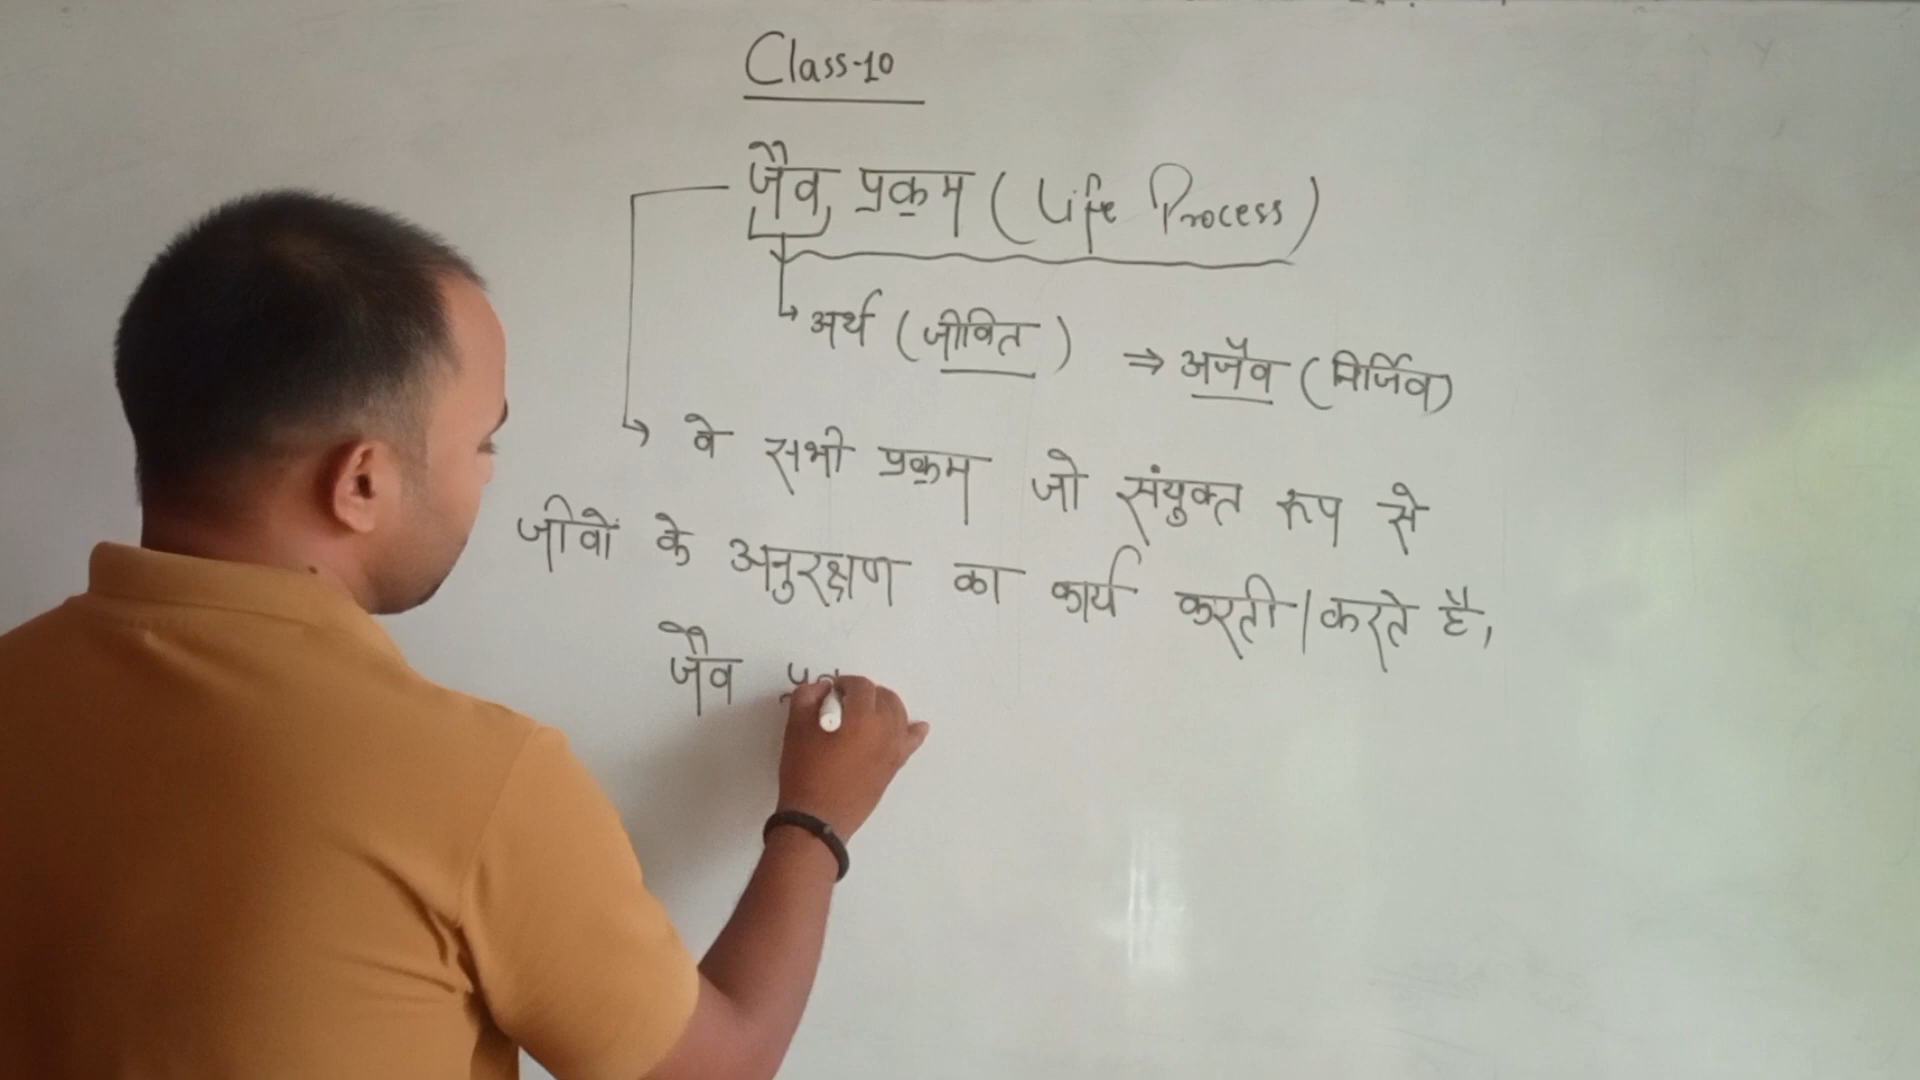 Class-10
जैव प्रक्रम ( Life Process )
अर्थ ( जीवित ) ⇒ अजैव ( निर्जिव )
वे सभी प्रक्रम जो संयुक्त रूप से
जीवों के अनुरक्षण का कार्य करती / करते है,
जैव